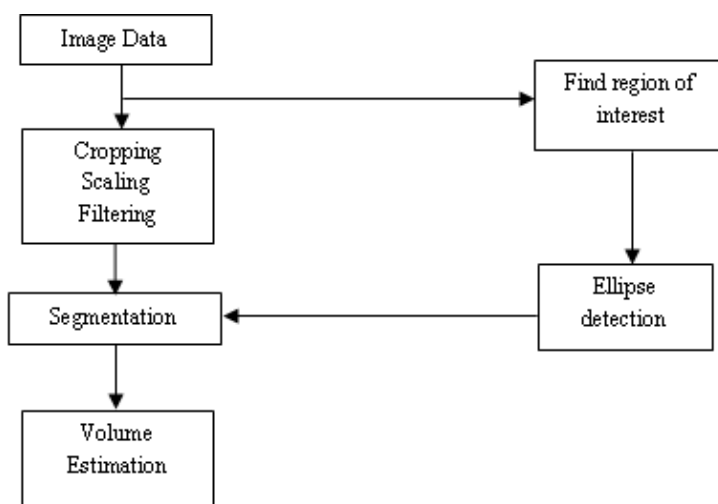 Image Data
Find region of
interest
Cropping
Scaling
Filtering
Ellipse
detection
Segmentation
Volume
Estimation